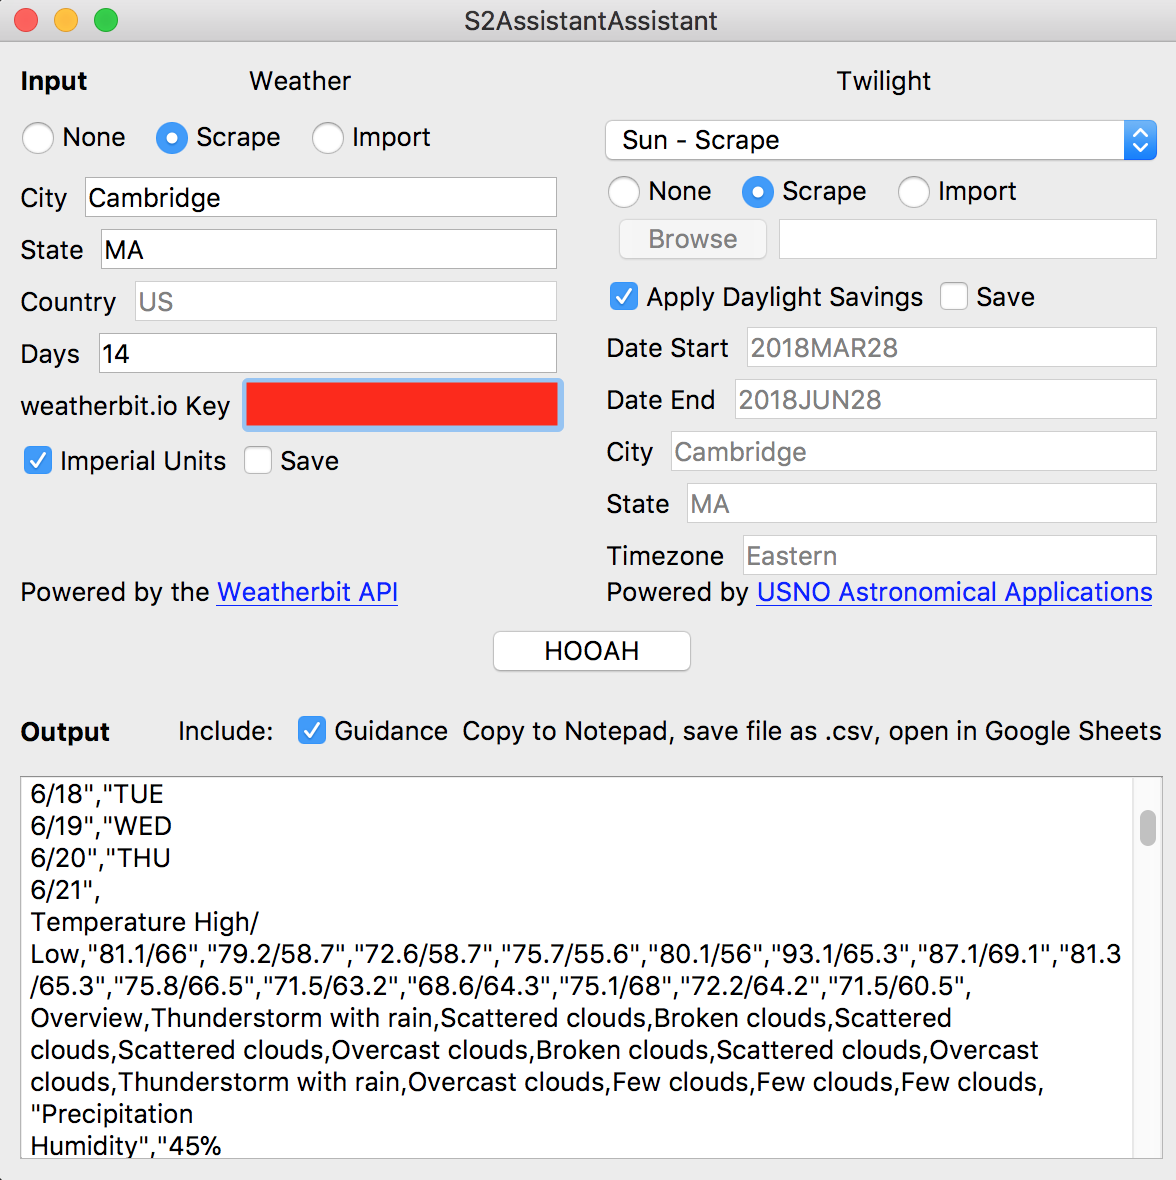 S2AssistantAssistant
Input Weather Twilight
None Scrape Import
City Cambridge
State MA
Country US
Days 14
weatherbit.io Key
Imperial Units Save
Powered by the Weatherbit API
Sun - Scrape
None Scrape Import
Browse
Apply Daylight Savings Save
Date Start 2018MAR28
Date End 2018JUN28
City Cambridge
State MA
Timezone Eastern
Powered by USNO Astronomical Applications
HOOAH
Output Include: Guidance Copy to Notepad, save file as .csv, open in Google Sheets
6/18","TUE
6/19","WED
6/20","THU
6/21",
Temperature High/
Low,"81.1/66","79.2/58.7","72.6/58.7","75.7/55.6","80.1/56","93.1/65.3","87.1/69.1","81.3
/65.3","75.8/66.5","71.5/63.2","68.6/64.3","75.1/68","72.2/64.2","71.5/60.5",
Overview,Thunderstorm with rain,Scattered clouds,Broken clouds,Scattered
clouds,Scattered clouds,Overcast clouds,Broken clouds,Scattered clouds,Overcast
clouds,Thunderstorm with rain,Overcast clouds,Few clouds,Few clouds,Few clouds,
"Precipitation
Humidity","45%